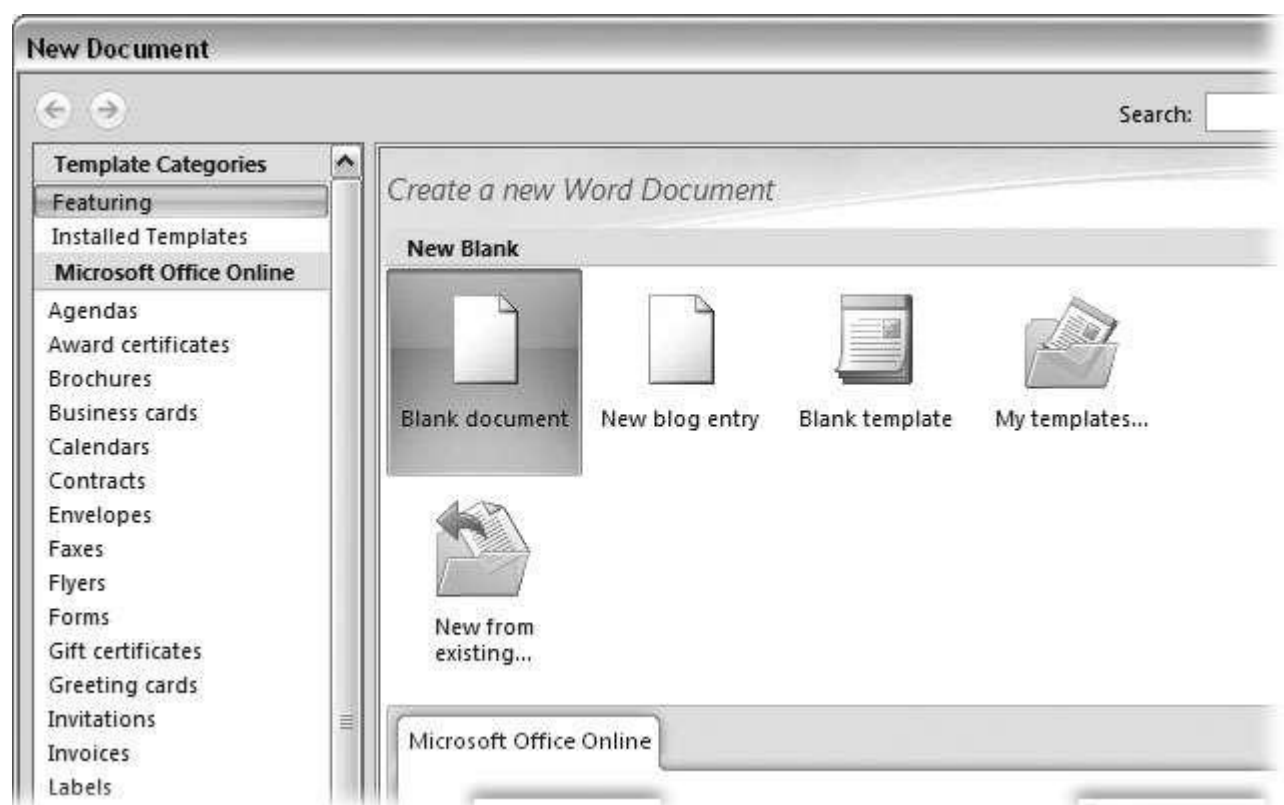 New Document
Search:
Template Categories
Featuring
Installed Templates
Microsoft Office Online
Agendas
Award certificates
Brochures
Business cards
Calendars
Contracts
Envelopes
Faxes
Flyers
Forms
Gift certificates
Greeting cards
Invitations
Invoices
Labels
Create a new Word Document
New Blank
Blank document
New blog entry
Blank template
My templates...
New from
existing...
Microsoft Office Online